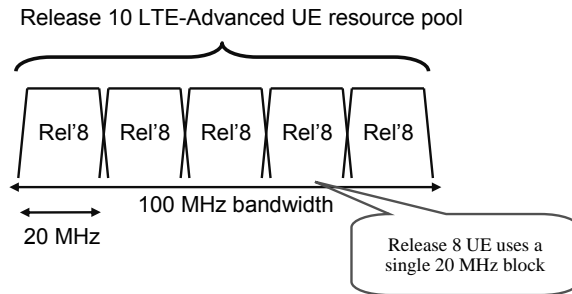 Release 10 LTE-Advanced UE resource pool
Rel'8 Rel'8 Rel'8 Rel'8 Rel'8
100 MHz bandwidth
20 MHz
Release 8 UE uses a
single 20 MHz block